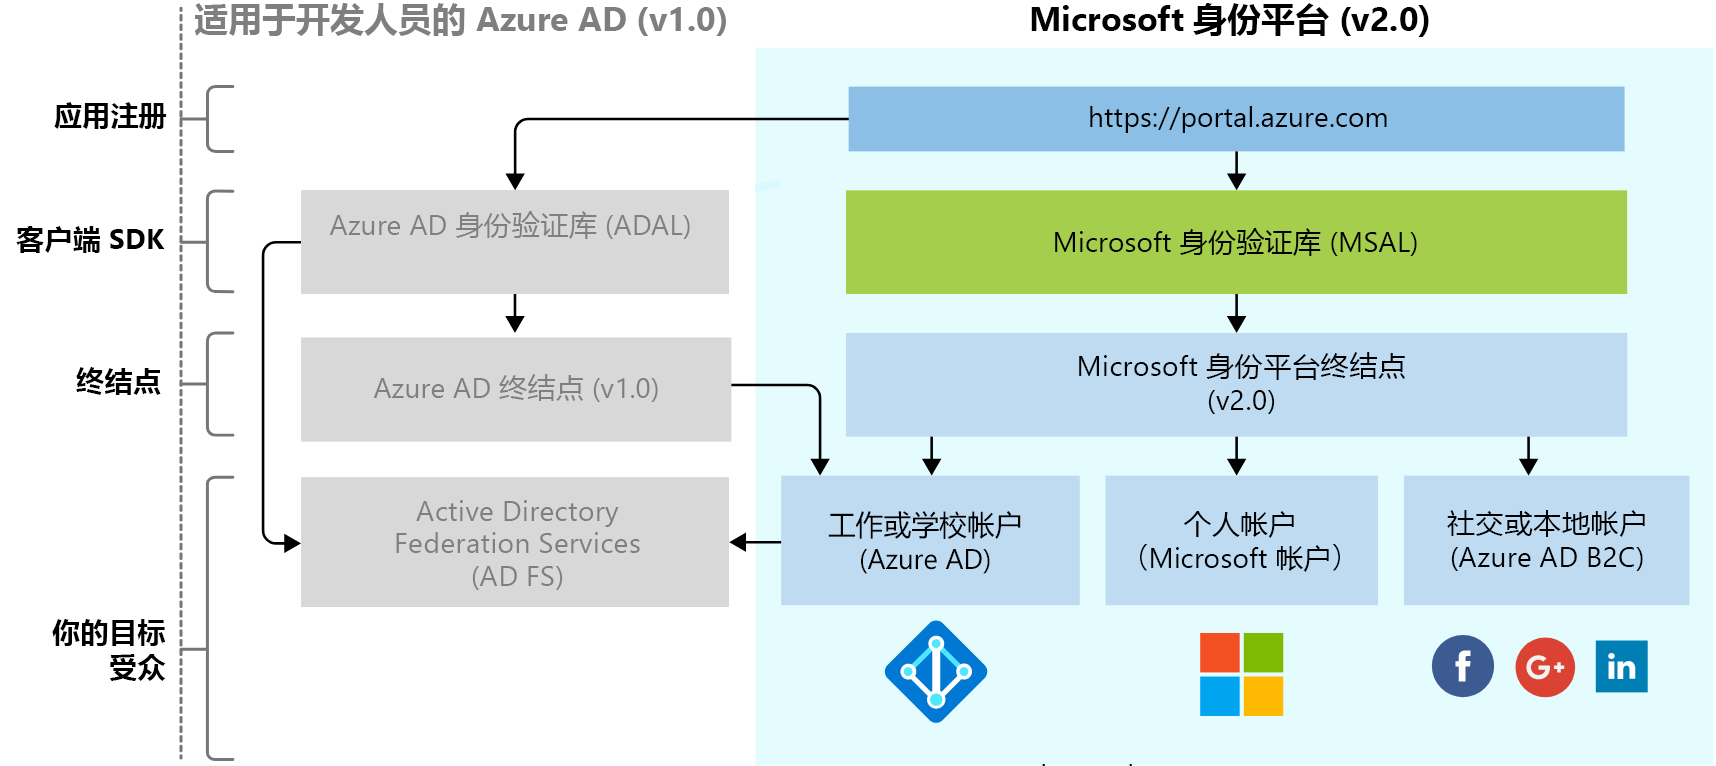 适用于开发人员的 Azure AD (v1.0)
Microsoft 身份平台 (v2.0)
应用注册
https://portal.azure.com
客户端 SDK
Azure AD 身份验证库 (ADAL)
Microsoft 身份验证库 (MSAL)
终结点
Azure AD 终结点 (v1.0)
Microsoft 身份平台终结点
(v2.0)
你的目标
受众
Active Directory
Federation Services
(AD FS)
工作或学校帐户
(Azure AD)
个人帐户
（Microsoft 帐户）
社交或本地帐户
(Azure AD B2C)
f
G+
in